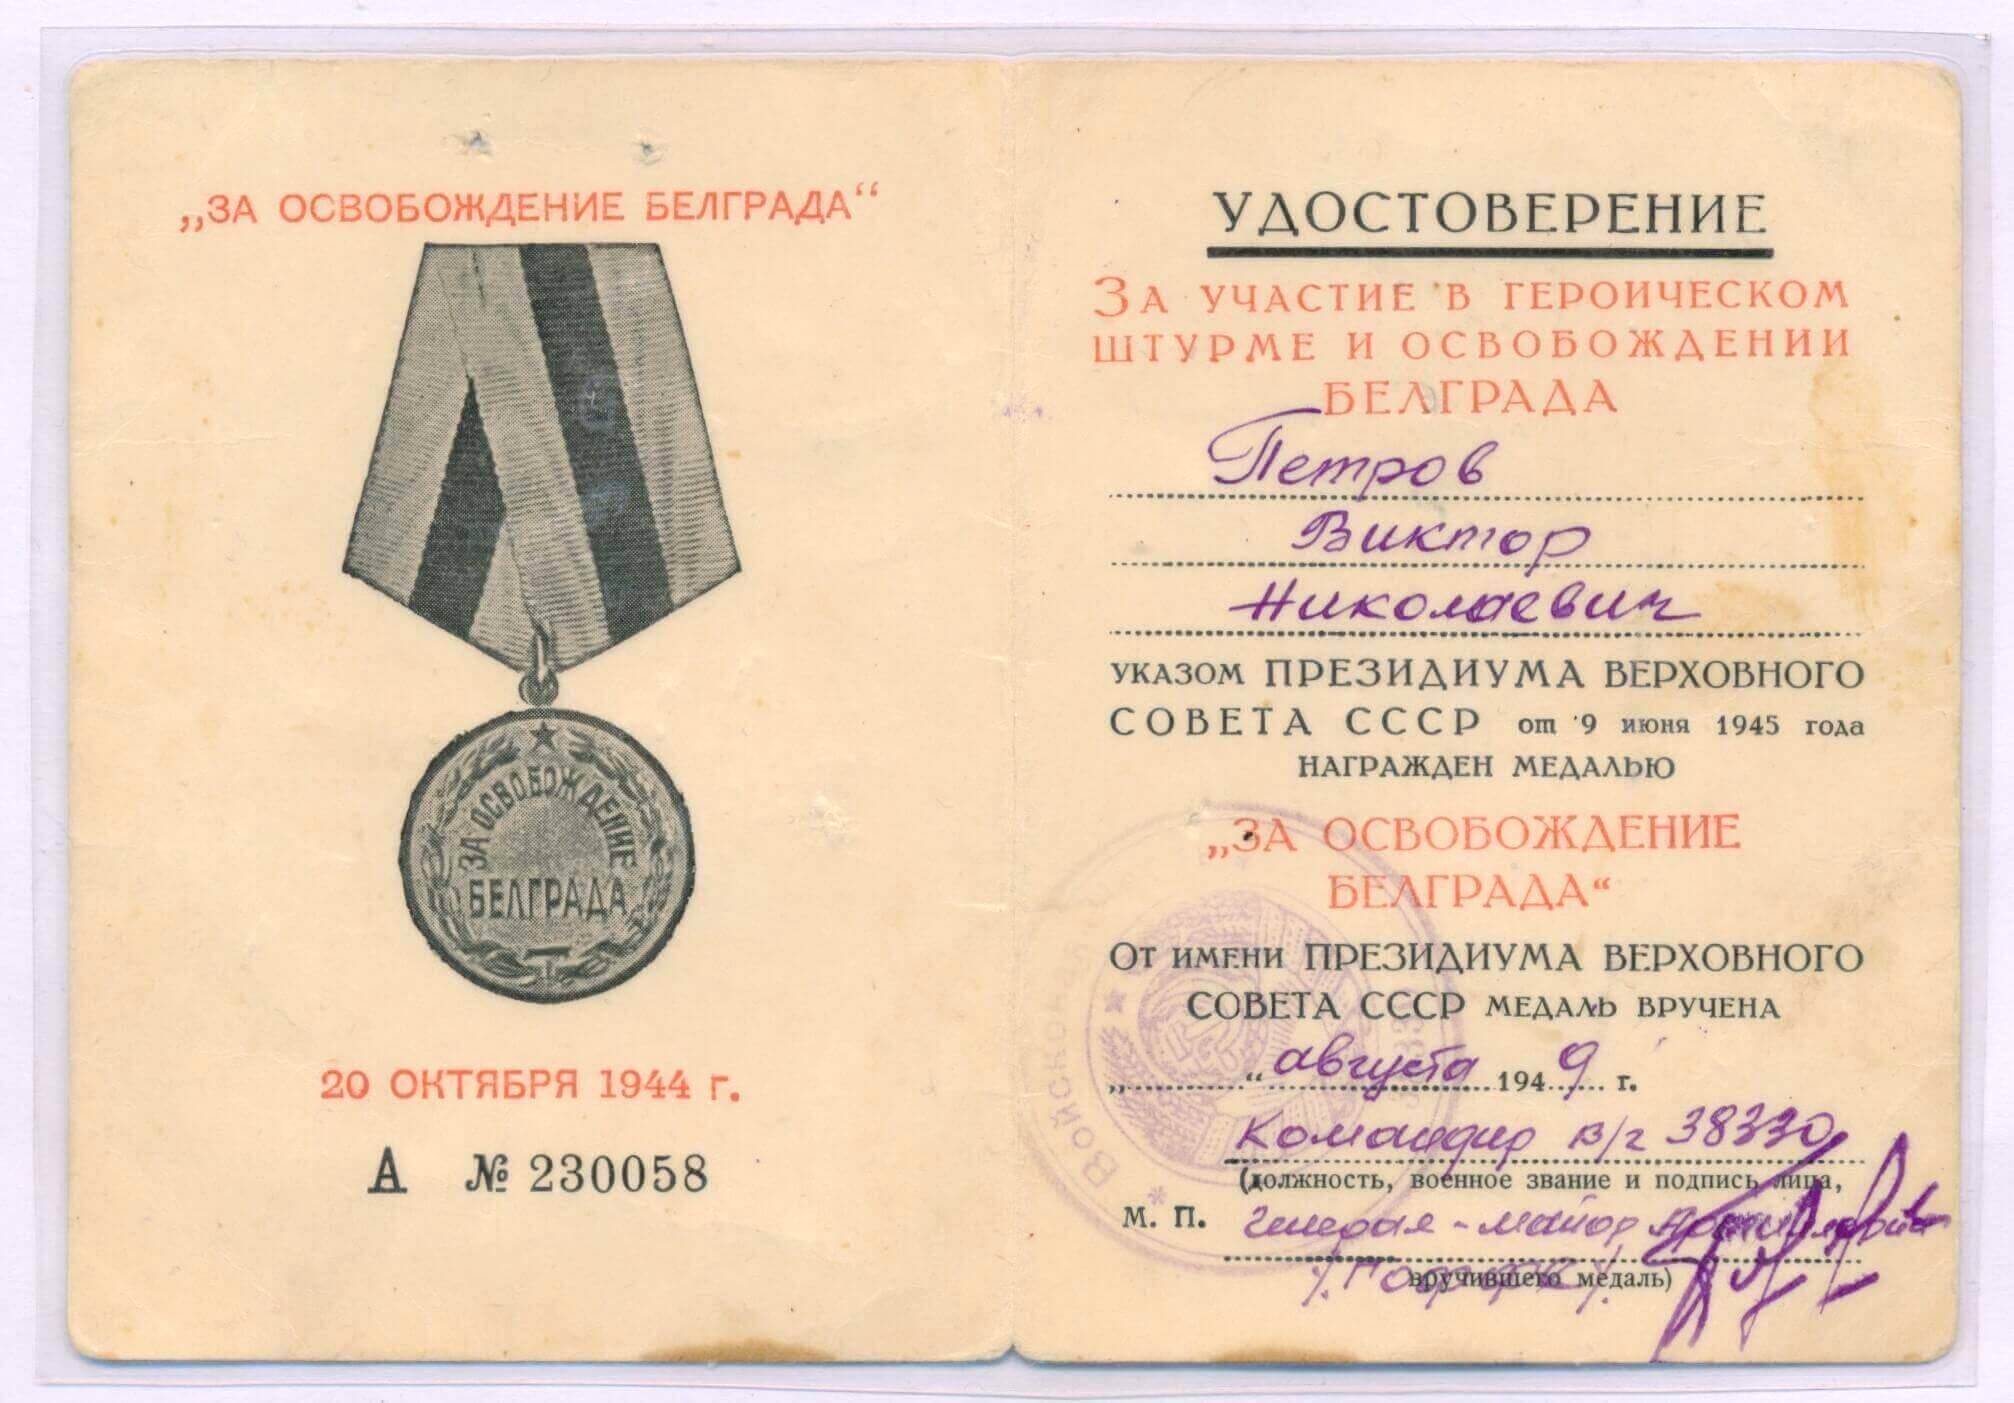 „ЗА ОСВОБОЖДЕНИЕ БЕЛГРАДА“
ЗА ОСВОБОЖДЕНИЕ
БЕЛГРАДА
20 ОКТЯБРЯ 1944 г.
А № 230058
УДОСТОВЕРЕНИЕ
ЗА УЧАСТИЕ В ГЕРОИЧЕСКОМ
ШТУРМЕ И ОСВОБОЖДЕНИИ
БЕЛГРАДА
Петров
Виктор
Николаевич
УКАЗОМ ПРЕЗИДИУМА ВЕРХОВНОГО
СОВЕТА СССР от 9 июня 1945 года
НАГРАЖДЕН МЕДАЛЬЮ
„ЗА ОСВОБОЖДЕНИЕ
БЕЛГРАДА“
ОТ ИМЕНИ ПРЕЗИДИУМА ВЕРХОВНОГО
СОВЕТА СССР МЕДАЛЬ ВРУЧЕНА
„ “ августа 1949 г.
Командир в/ч 38330
(должность, военное звание и подпись лица,
М. П. Генерал-майор
вручившего медаль)